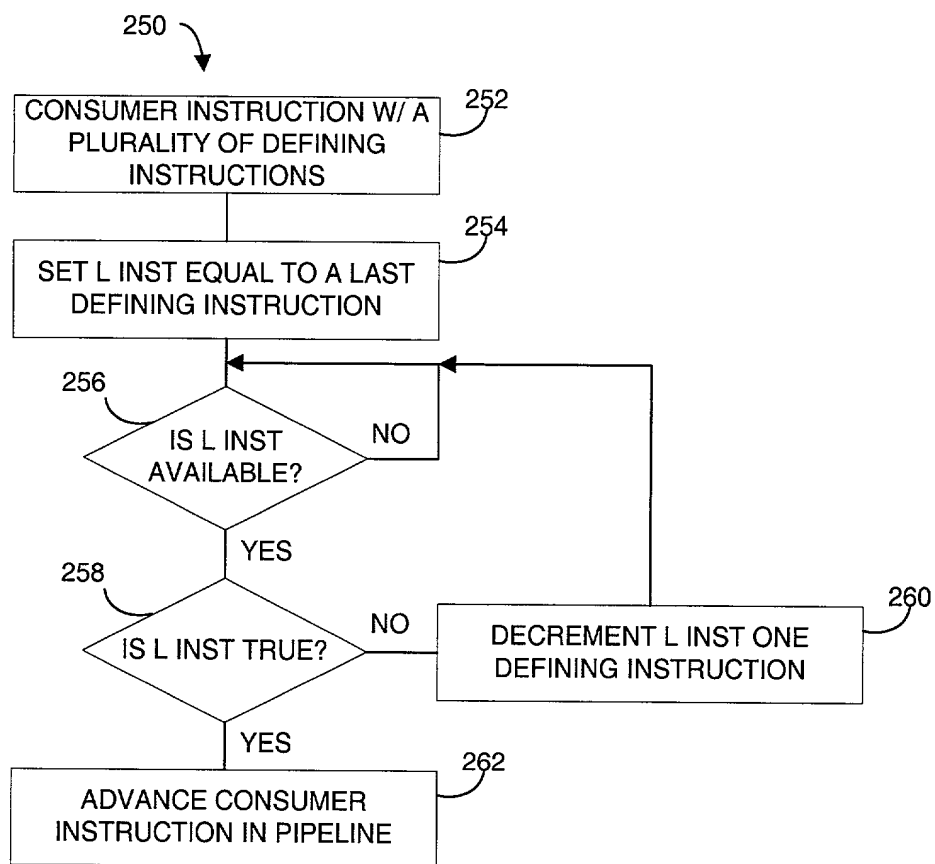 250
CONSUMER INSTRUCTION W/ A
PLURALITY OF DEFINING
INSTRUCTIONS
252
SET L INST EQUAL TO A LAST
DEFINING INSTRUCTION
254
256
IS L INST
AVAILABLE?
NO
YES
258
IS L INST TRUE?
NO
DECREMENT L INST ONE
DEFINING INSTRUCTION
260
YES
ADVANCE CONSUMER
INSTRUCTION IN PIPELINE
262